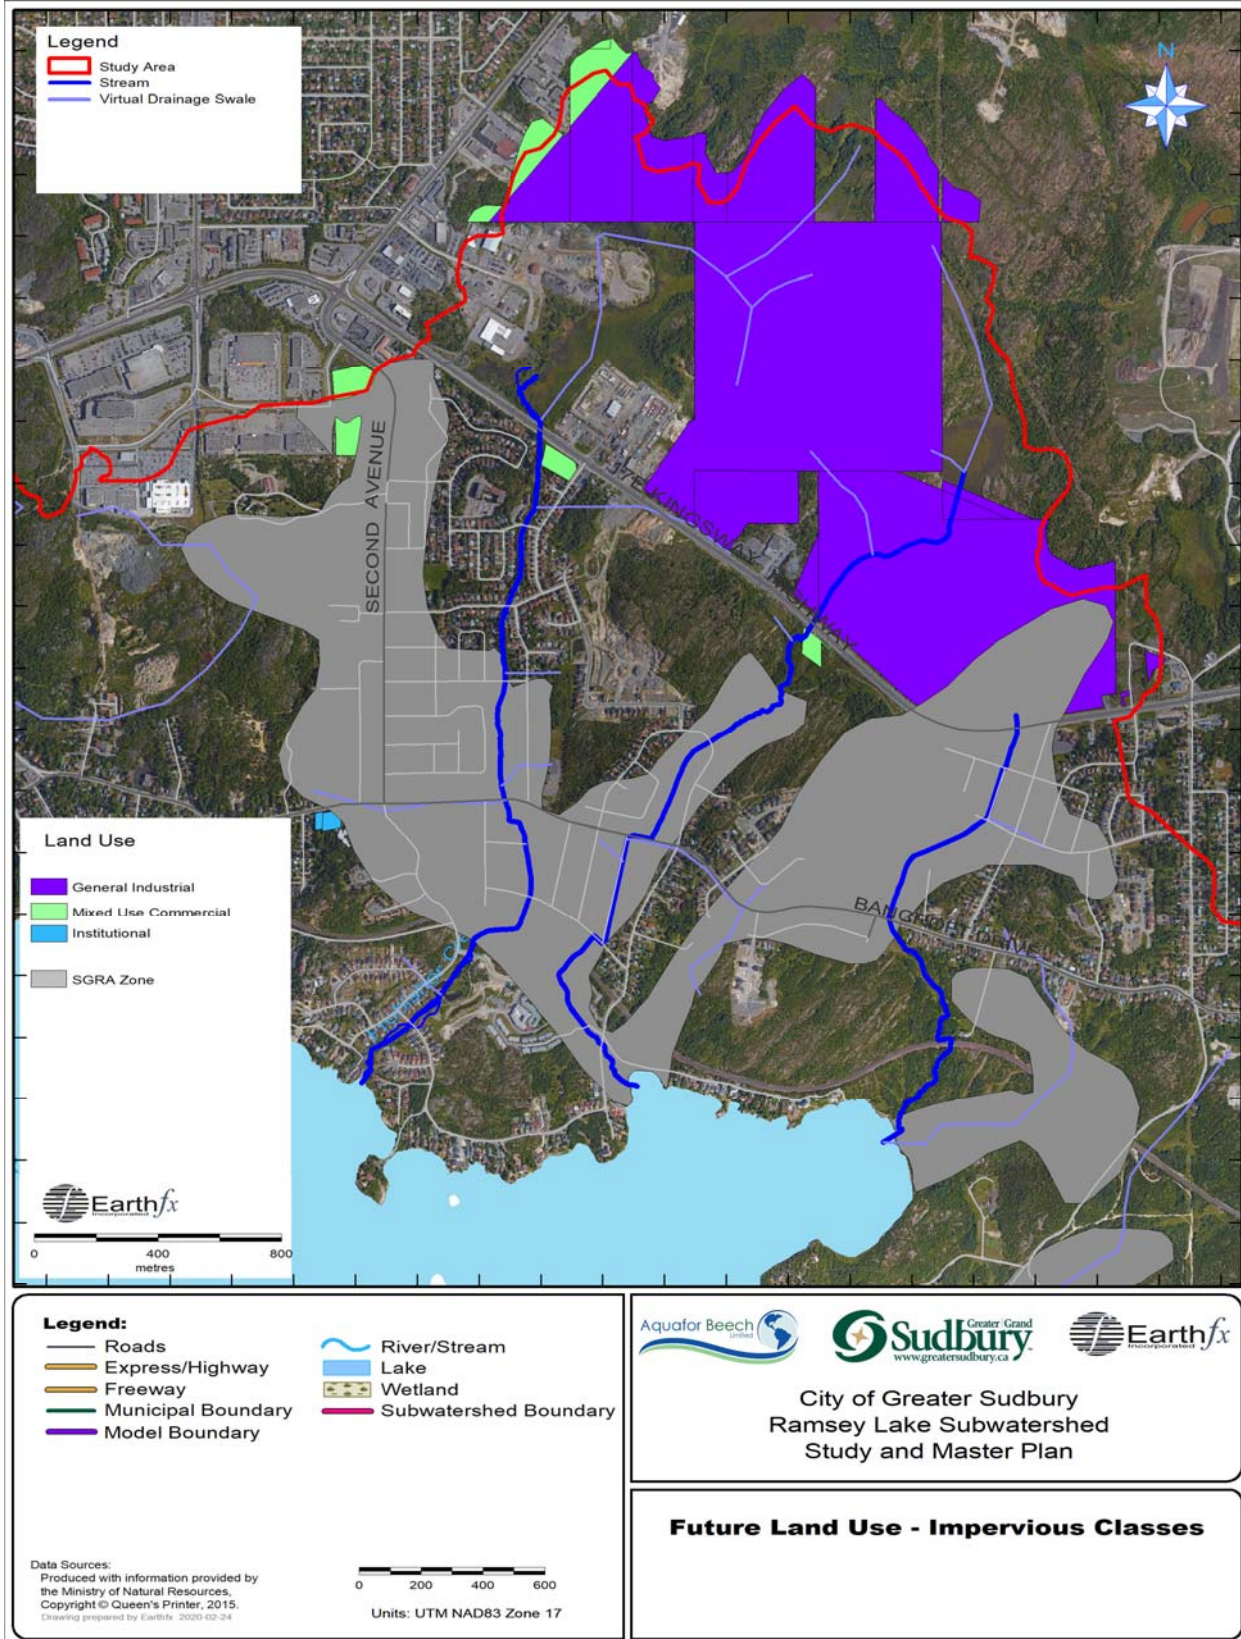 Legend
Study Area
Stream
Virtual Drainage Swale
N
SECOND AVENUE
KINGSWAY
WAY
BANCROFT DRIVE
Land Use
General Industrial
Mixed Use Commercial
Institutional
SGRA Zone
Earthfx
Incorporated
0 400 800
metres
Legend:
Roads
Express/Highway
Freeway
Municipal Boundary
Model Boundary
River/Stream
Lake
Wetland
Subwatershed Boundary
Data Sources:
Produced with information provided by
the Ministry of Natural Resources,
Copyright © Queen's Printer, 2015.
Drawing prepared by Earthfx 2020-02-24
0 200 400 600
Units: UTM NAD83 Zone 17
Aquafor Beech
Limited
Greater Grand
Sudbury
www.greatersudbury.ca
Earthfx
Incorporated
City of Greater Sudbury
Ramsey Lake Subwatershed
Study and Master Plan
Future Land Use - Impervious Classes